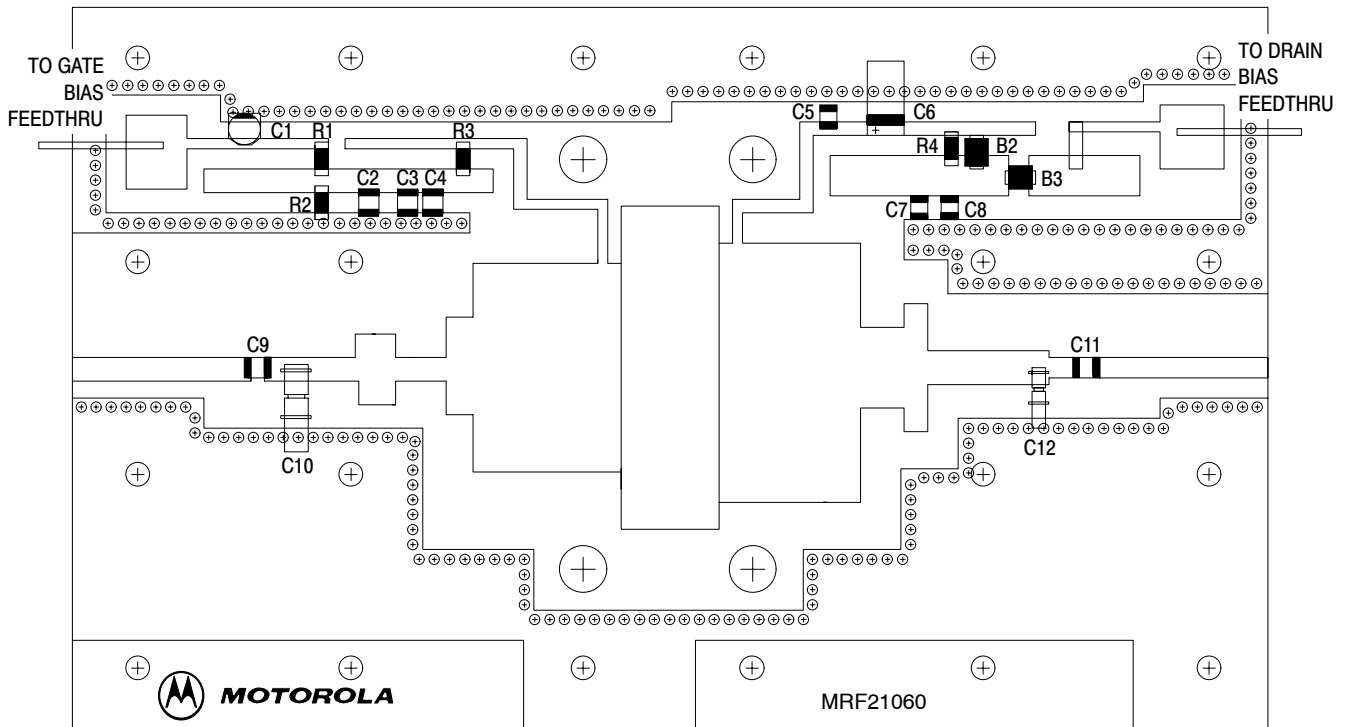 TO GATE
BIAS
FEEDTHRU
TO DRAIN
BIAS
FEEDTHRU
C1
R1
R3
C5
C6
+
R4
B2
B3
R2
C2
C3
C4
C7
C8
C9
C11
C10
C12
MOTOROLA
MRF21060